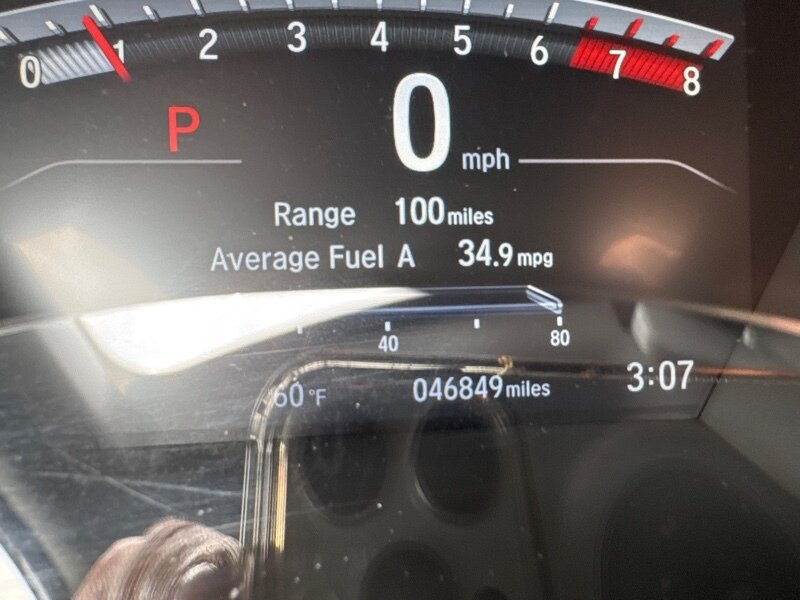 0 1 2 3 4 5 6 7 8
P 0 mph
Range 100 miles
Average Fuel A 34.9 mpg
40 80
60 °F 046849 miles 3:07